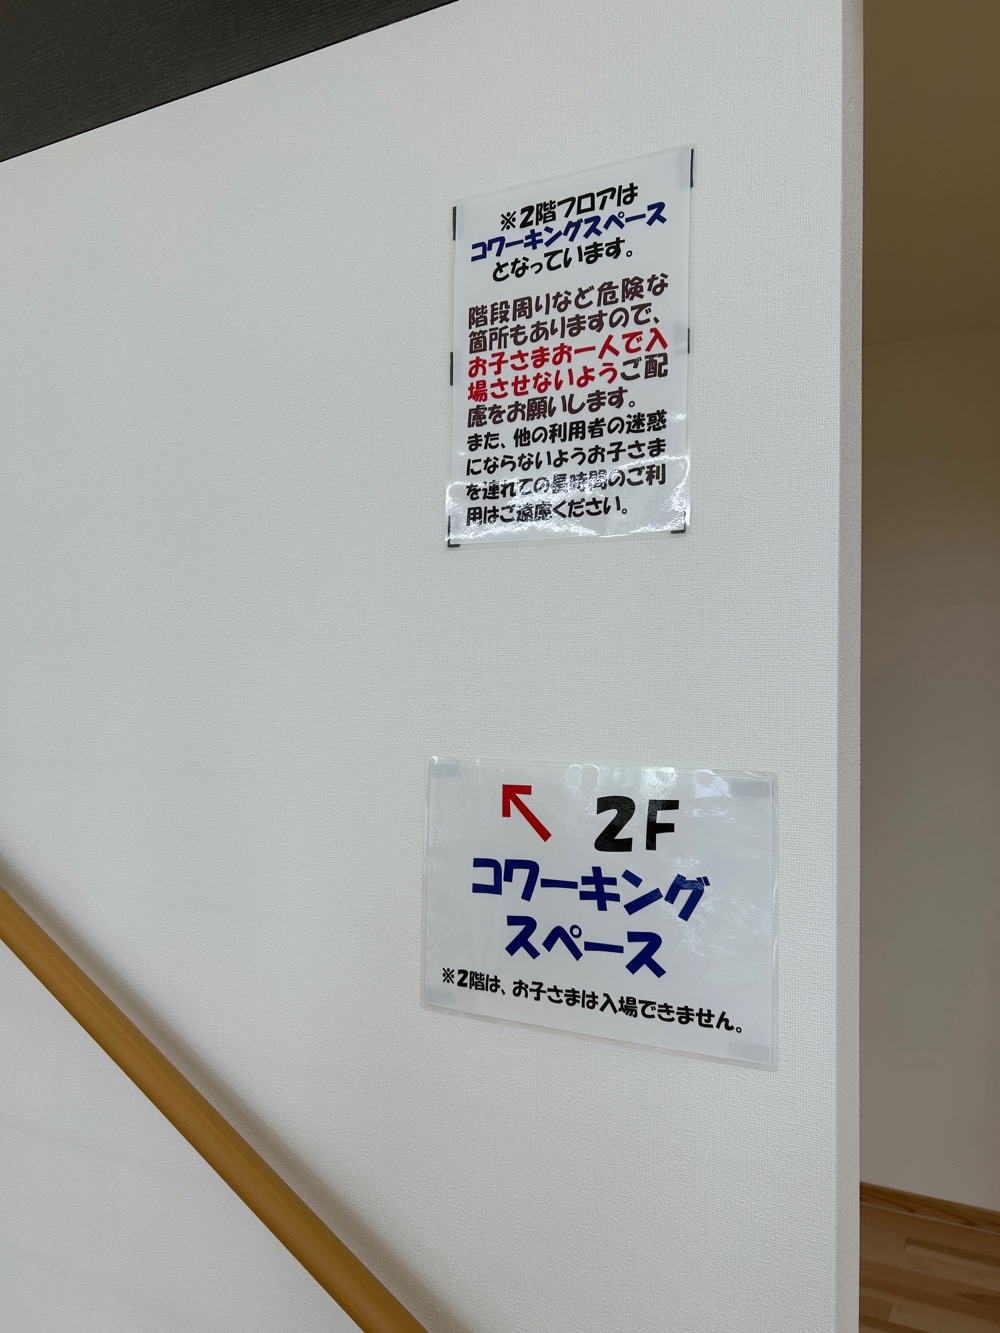 ※2階フロアは
コワーキングスペース
となっています。
階段周りなど危険な
箇所もありますので、
お子さまお一人で入
場させないようご配
慮をお願いします。
また、他の利用者の迷惑
にならないようお子さま
を連れての長時間のご利
用はご遠慮ください。
2F
コワーキング
スペース
※2階は、お子さまは入場できません。